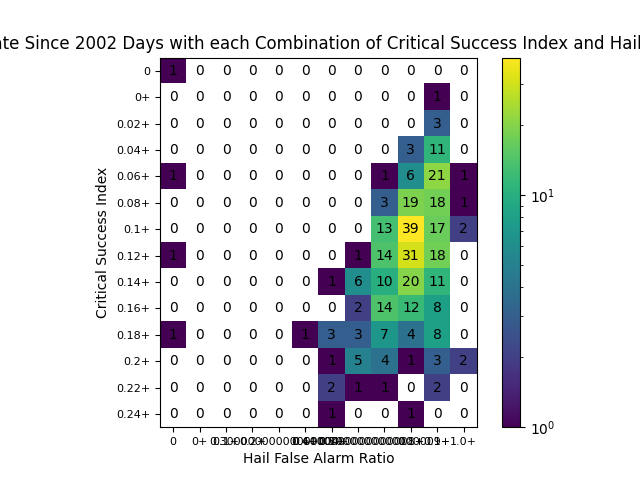 te Since 2002 Days with each Combination of Critical Success Index and Hail
0 1 0 0 0 0 0 0 0 0 0 0 0
0+ 0 0 0 0 0 0 0 0 0 0 1 0
0.02+ 0 0 0 0 0 0 0 0 0 0 3 0
0.04+ 0 0 0 0 0 0 0 0 0 3 11 0
0.06+ 1 0 0 0 0 0 0 0 1 6 21 1
0.08+ 0 0 0 0 0 0 0 0 3 19 18 1
0.1+ 0 0 0 0 0 0 0 0 13 39 17 2
0.12+ 1 0 0 0 0 0 0 1 14 31 18 0
0.14+ 0 0 0 0 0 0 1 6 10 20 11 0
0.16+ 0 0 0 0 0 0 0 2 14 12 8 0
0.18+ 1 0 0 0 0 1 3 3 7 4 8 0
0.2+ 0 0 0 0 0 0 1 5 4 1 3 2
0.22+ 0 0 0 0 0 0 2 1 1 0 2 0
0.24+ 0 0 0 0 0 0 1 0 0 1 0 0
0 0+ 1.0+
Hail False Alarm Ratio
Critical Success Index
10^1
10^0